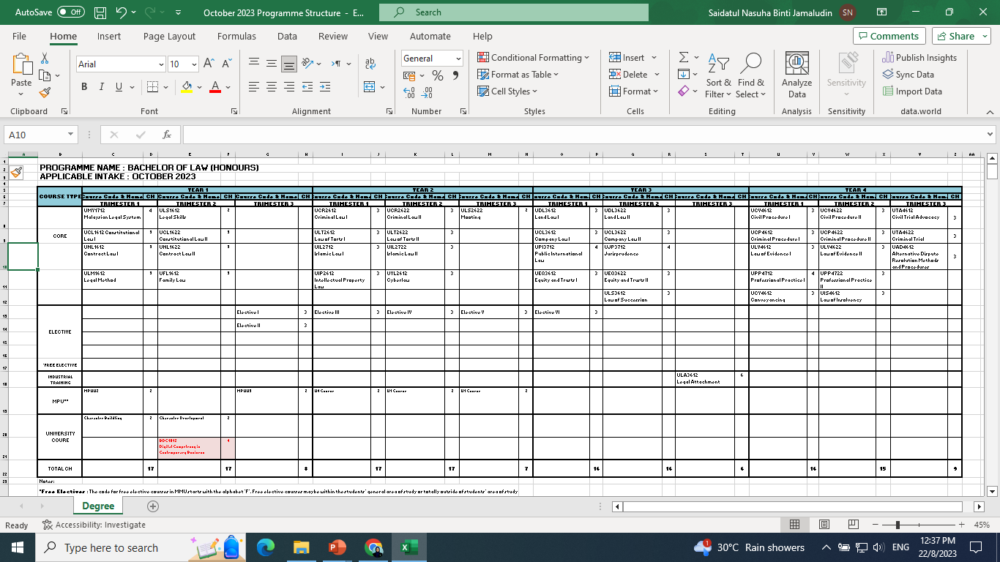 AutoSave Off October 2023 Programme Structure - E... Search Saidatul Nasuha Binti Jamaludin SN
File Home Insert Page Layout Formulas Data Review View Automate Help Comments Share
Arial 10 General Conditional Formatting Insert Publish Insights
Paste B I U Format as Table Delete Sort & Find & Analyze Sensitivity Sync Data
Cell Styles Format Filter Select Data Import Data
Clipboard Font Alignment Number Styles Cells Editing Analysis Sensitivity data.world
A10 fx
PROGRAMME NAME : BACHELOR OF LAW (HONOURS)
APPLICABLE INTAKE : OCTOBER 2023
COURSE TYPE YEAR 1 YEAR 2 YEAR 3 YEAR 4
Course Code & Name CH Course Code & Name CH Course Code & Name CH Course Code & Name CH Course Code & Name CH Course Code & Name CH Course Code & Name CH Course Code & Name CH Course Code & Name CH Course Code & Name CH Course Code & Name CH Course Code & Name CH
TRIMESTER 1 TRIMESTER 2 TRIMESTER 3 TRIMESTER 1 TRIMESTER 2 TRIMESTER 3 TRIMESTER 1 TRIMESTER 2 TRIMESTER 3 TRIMESTER 1 TRIMESTER 2 TRIMESTER 3
CORE
UMY1712 4 ULS1612 2 UCR2612 3 UCR2622 3 ULS2622 2 UDL3612 3 UDL3622 3 UCV4612 3 UCV4622 3 UTA4612 3
Malaysian Legal System Legal Skills Criminal Law I Criminal Law II Mooting Land Law I Land Law II Civil Procedure I Civil Procedure II Civil Trial Advocacy
UCL1612 Constitutional 3 UCL1622 3 ULT2612 3 ULT2622 3 UCL3612 3 UCL3622 3 UCP4612 3 UCP4622 3 UTA4622 3
Law I Constitutional Law II Law of Torts I Law of Torts II Company Law I Company Law II Criminal Procedure I Criminal Procedure II Criminal Trial
UNL1612 3 UNL1622 3 UIL2712 3 UIL2722 3 UPI3712 4 UJP3712 4 ULV4612 3 ULV4622 3 UAD4612 3
Contract Law I Contract Law II Islamic Law I Islamic Law II Public International Law Jurisprudence Law of Evidence I Law of Evidence II Alternative Dispute Resolution Methods and Procedures
ULM1612 3 UFL1612 3 UIP2612 3 UYL2612 3 UEQ3612 3 UEQ3622 3 UPP4712 4 UPP4722 3
Legal Method Family Law Intellectual Property Law Cyberlaw Equity and Trusts I Equity and Trusts II Professional Practice I Professional Practice II
ULS3612 3 UCY4612 3 UIS4612 3
Law of Succession Conveyancing Law of Insolvency
ELECTIVE
Elective I 3 Elective III 3 Elective IV 3 Elective V 3 Elective VI 3
Elective II 3
*FREE ELECTIVE
INDUSTRIAL TRAINING ULA3612 6
Legal Attachment
MPU** MPUU2 2 MPUU3 2 U4 Course 2 U1 Course 2 U1 Course 2
UNIVERSITY COURE
Character Building 2 Character Development 2
4
Digital Competency in
Contemporary Business
TOTAL CH 17 17 8 17 17 7 16 16 6 16 15 9
Notes:
*Free Electives : The code for free elective courses in MMU starts with the alphabet 'F'. Free elective courses may be within the students' general area of study or totally outside of students' area of study
Degree
Ready Accessibility: Investigate 45%
Type here to search 30°C Rain showers ENG 12:37 PM
22/8/2023